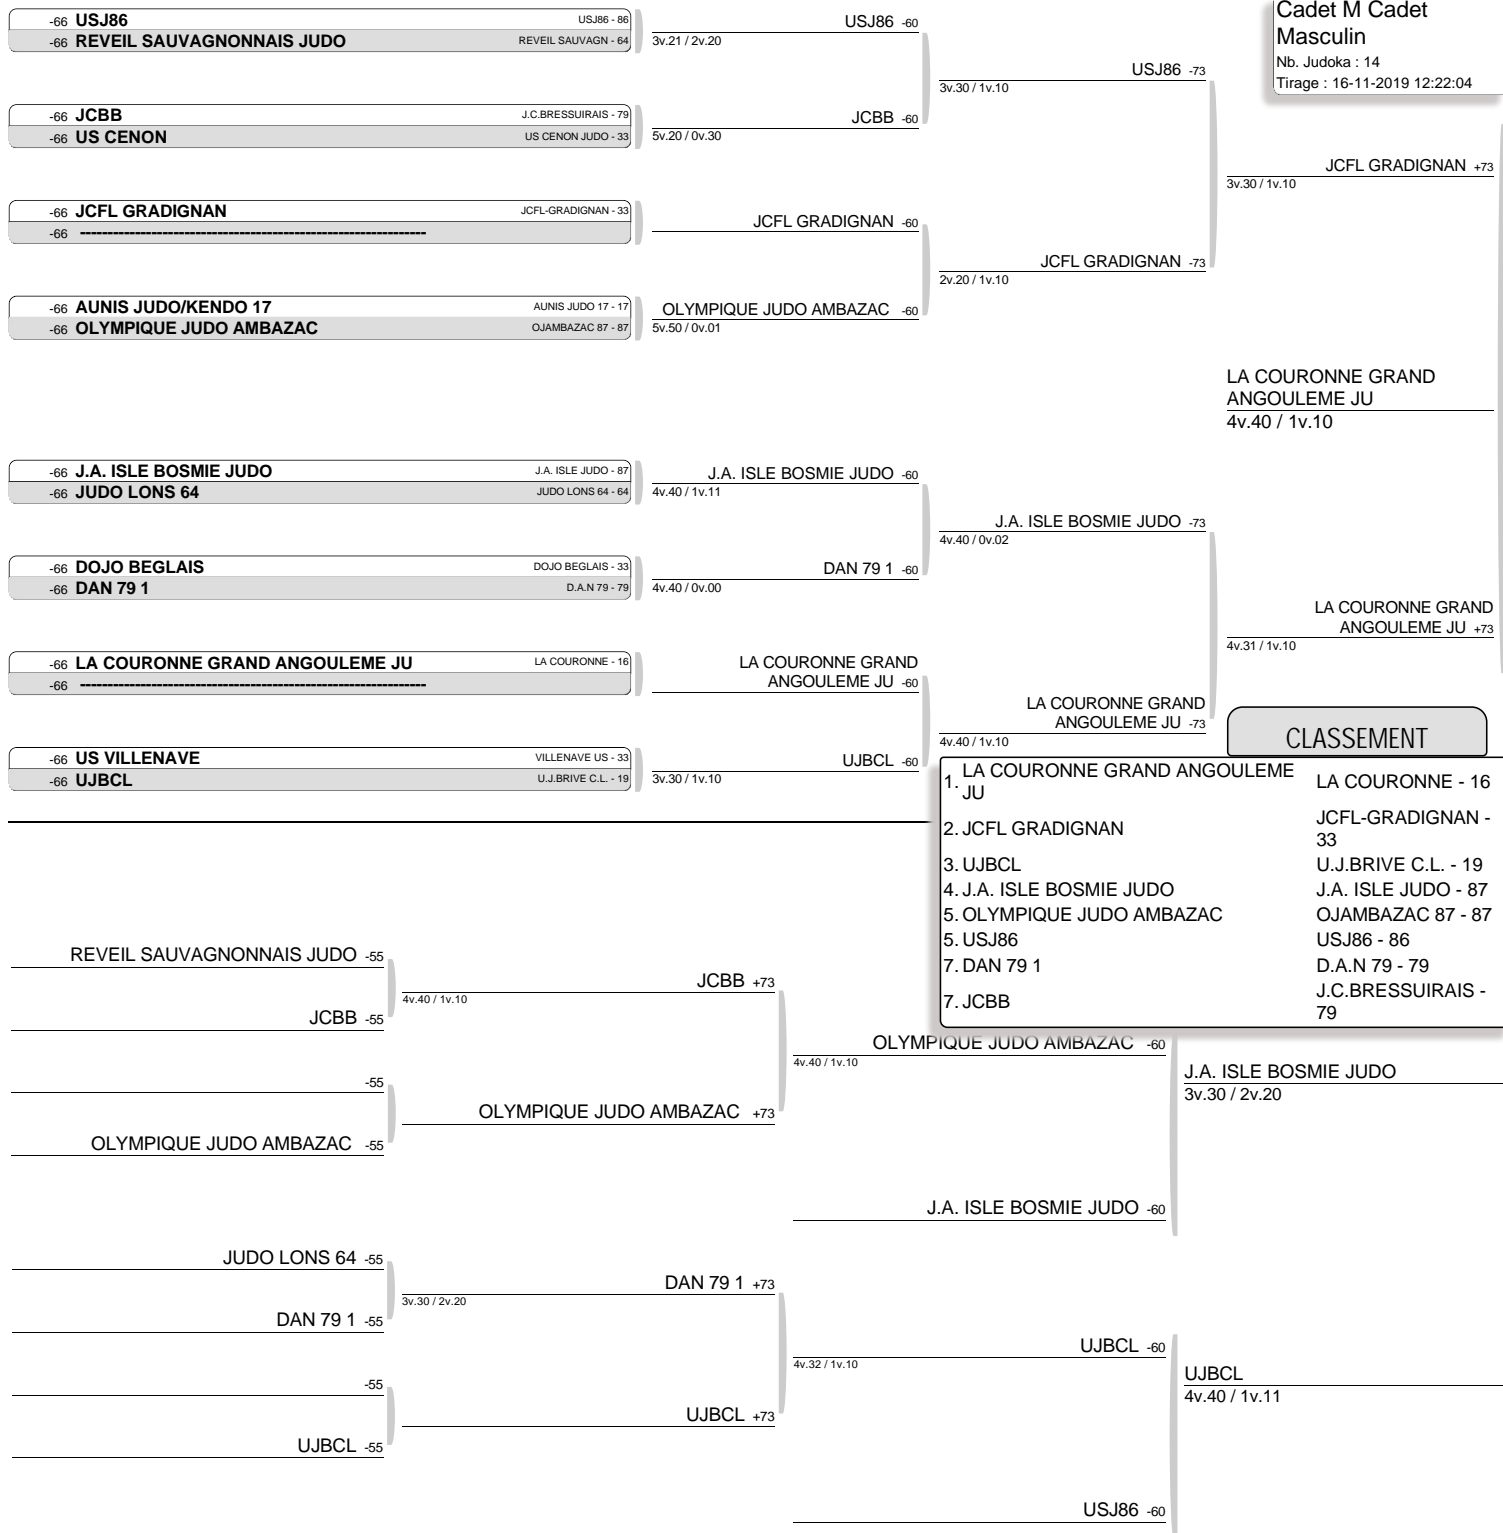 Cadet M Cadet
Masculin
Nb. Judoka : 14
Tirage : 16-11-2019 12:22:04
-66 USJ86 USJ86 - 86
-66 REVEIL SAUVAGNONNAIS JUDO REVEIL SAUVAGN - 64
-66 JCBB J.C.BRESSUIRAIS - 79
-66 US CENON US CENON JUDO - 33
-66 JCFL GRADIGNAN JCFL-GRADIGNAN - 33
-66 ---------------------------------------------------------------
-66 AUNIS JUDO/KENDO 17 AUNIS JUDO 17 - 17
-66 OLYMPIQUE JUDO AMBAZAC OJAMBAZAC 87 - 87
-66 J.A. ISLE BOSMIE JUDO J.A. ISLE JUDO - 87
-66 JUDO LONS 64 JUDO LONS 64 - 64
-66 DOJO BEGLAIS DOJO BEGLAIS - 33
-66 DAN 79 1 D.A.N 79 - 79
-66 LA COURONNE GRAND ANGOULEME JU LA COURONNE - 16
-66 ---------------------------------------------------------------
-66 US VILLENAVE VILLENAVE US - 33
-66 UJBCL U.J.BRIVE C.L. - 19
USJ86 -60
3v.21 / 2v.20
JCBB -60
5v.20 / 0v.30
JCFL GRADIGNAN -60
OLYMPIQUE JUDO AMBAZAC -60
5v.50 / 0v.01
J.A. ISLE BOSMIE JUDO -60
4v.40 / 1v.11
DAN 79 1 -60
4v.40 / 0v.00
LA COURONNE GRAND
ANGOULEME JU -60
UJBCL -60
3v.30 / 1v.10
USJ86 -73
3v.30 / 1v.10
JCFL GRADIGNAN -73
2v.20 / 1v.10
J.A. ISLE BOSMIE JUDO -73
4v.40 / 0v.02
LA COURONNE GRAND
ANGOULEME JU -73
4v.40 / 1v.10
JCFL GRADIGNAN +73
3v.30 / 1v.10
LA COURONNE GRAND
ANGOULEME JU
4v.40 / 1v.10
LA COURONNE GRAND
ANGOULEME JU +73
4v.31 / 1v.10
CLASSEMENT
1. LA COURONNE GRAND ANGOULEME
JU LA COURONNE - 16
2. JCFL GRADIGNAN JCFL-GRADIGNAN -
33
3. UJBCL U.J.BRIVE C.L. - 19
4. J.A. ISLE BOSMIE JUDO J.A. ISLE JUDO - 87
5. OLYMPIQUE JUDO AMBAZAC OJAMBAZAC 87 - 87
5. USJ86 USJ86 - 86
7. DAN 79 1 D.A.N 79 - 79
7. JCBB J.C.BRESSUIRAIS -
79
REVEIL SAUVAGNONNAIS JUDO -55
JCBB -55
-55
OLYMPIQUE JUDO AMBAZAC -55
JUDO LONS 64 -55
DAN 79 1 -55
-55
UJBCL -55
JCBB +73
4v.40 / 1v.10
OLYMPIQUE JUDO AMBAZAC +73
DAN 79 1 +73
3v.30 / 2v.20
UJBCL +73
OLYMPIQUE JUDO AMBAZAC -60
4v.40 / 1v.10
J.A. ISLE BOSMIE JUDO -60
UJBCL -60
4v.32 / 1v.10
USJ86 -60
J.A. ISLE BOSMIE JUDO
3v.30 / 2v.20
UJBCL
4v.40 / 1v.11